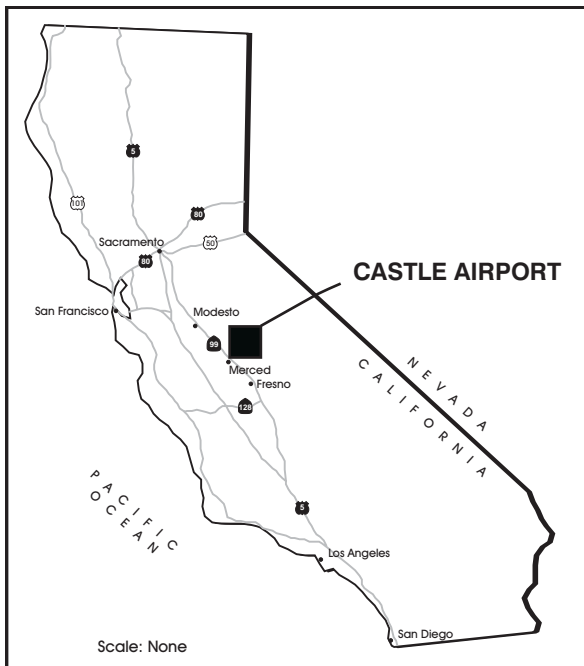 5
101
80
Sacramento
50
80
CASTLE AIRPORT
San Francisco
Modesto
99
Merced
Fresno
128
NEVADA
CALIFORNIA
PACIFIC
OCEAN
5
Los Angeles
San Diego
Scale: None